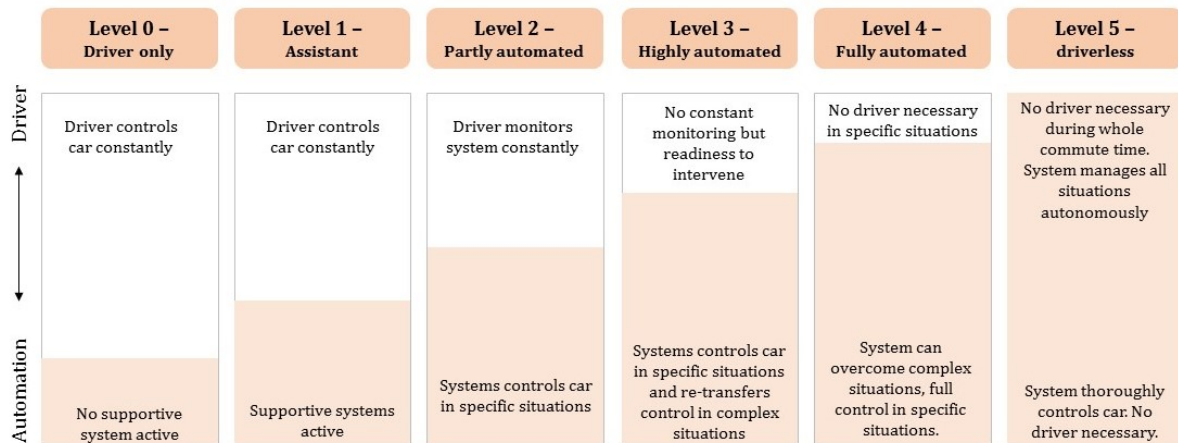 Level 0 –
Driver only
Level 1 –
Assistant
Level 2 –
Partly automated
Level 3 –
Highly automated
Level 4 –
Fully automated
Level 5 –
driverless
Driver
Automation
Driver controls
car constantly
No supportive
system active
Driver controls
car constantly
Supportive systems
active
Driver monitors
system constantly
Systems controls car
in specific situations
No constant
monitoring but
readiness to
intervene
Systems controls car
in specific situations
and re-transfers
control in complex
situations
No driver necessary
in specific situations
System can
overcome complex
situations, full
control in specific
situations.
No driver necessary
during whole
commute time.
System manages all
situations
autonomously
System thoroughly
controls car. No
driver necessary.